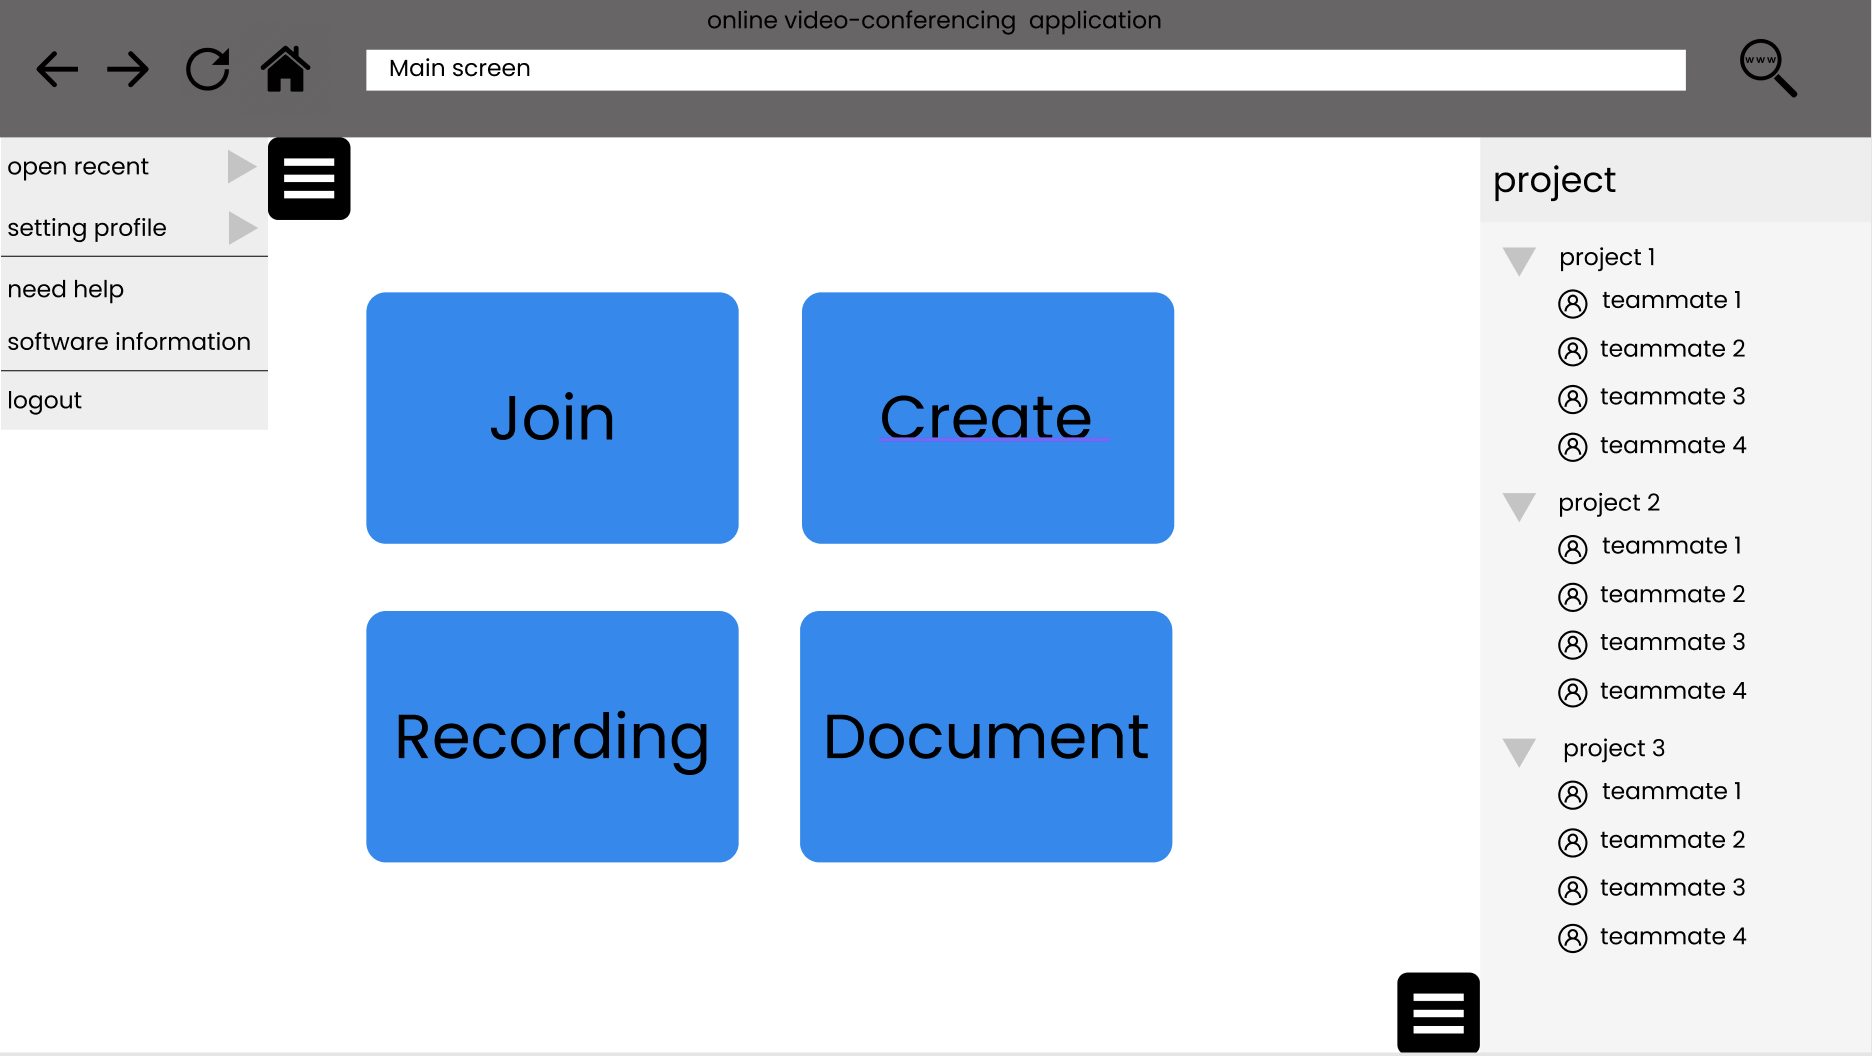 online video-conferencing application
Main screen
www
open recent
setting profile
need help
software information
logout
Join
Create
Recording
Document
project
project 1
teammate 1
teammate 2
teammate 3
teammate 4
project 2
teammate 1
teammate 2
teammate 3
teammate 4
project 3
teammate 1
teammate 2
teammate 3
teammate 4